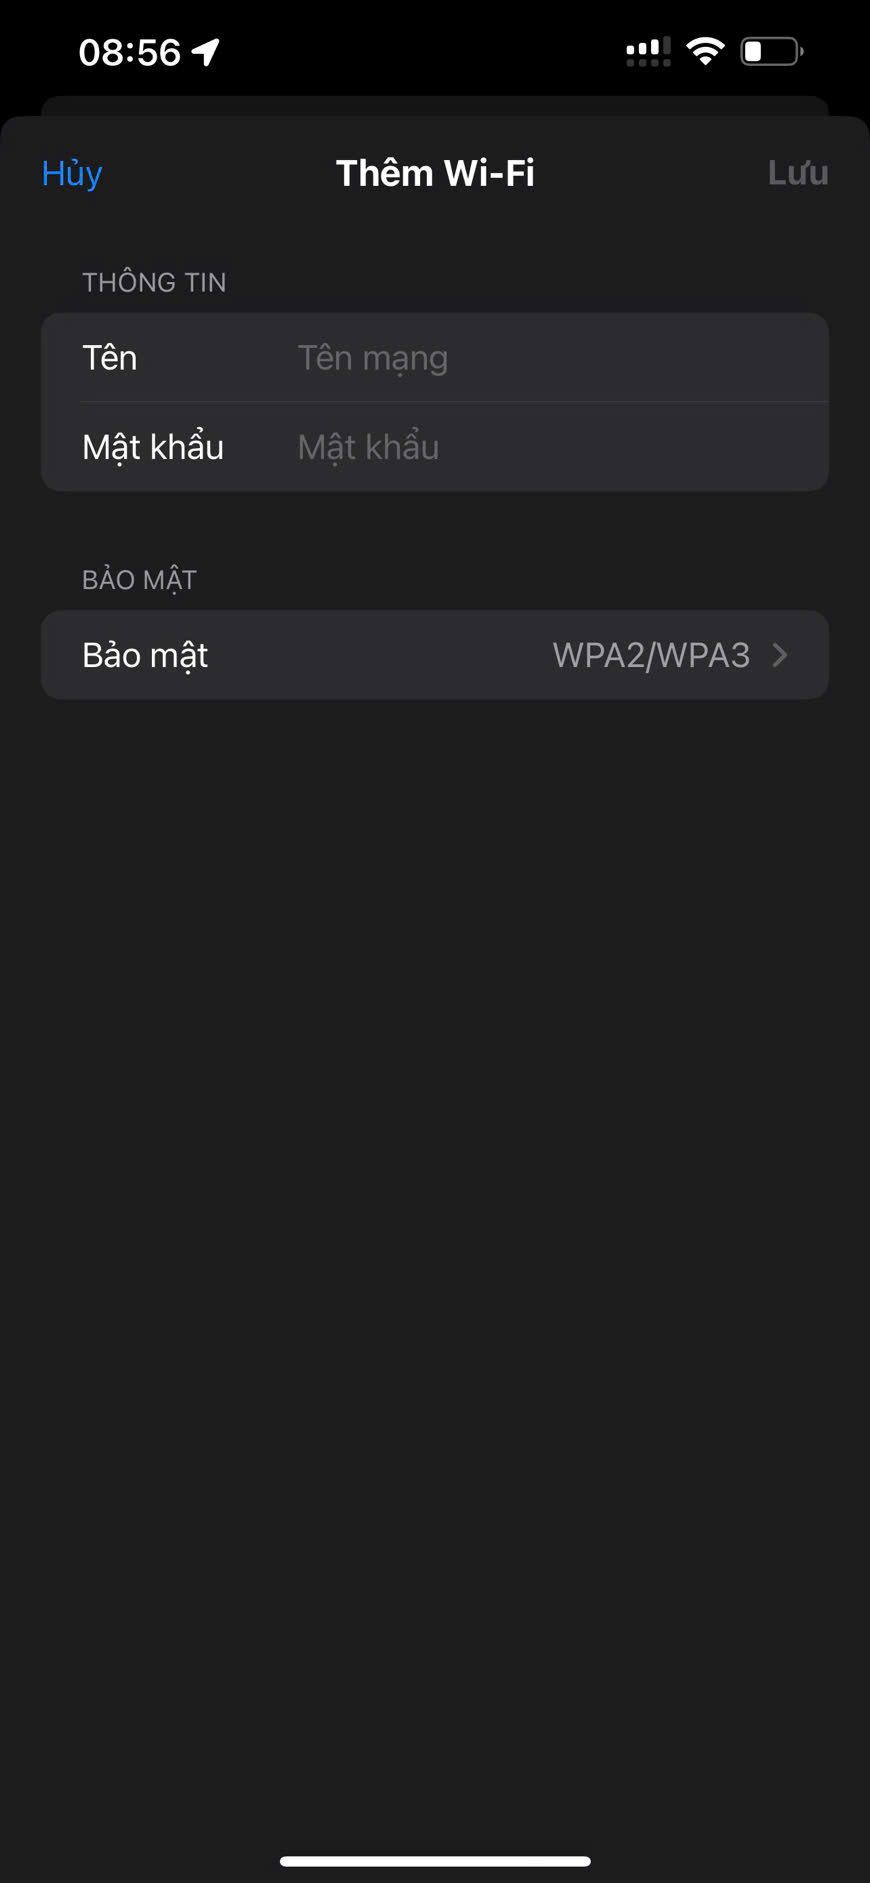 08:56
Hủy
Thêm Wi-Fi
Lưu
THÔNG TIN
Tên
Tên mạng
Mật khẩu
Mật khẩu
BẢO MẬT
Bảo mật
WPA2/WPA3